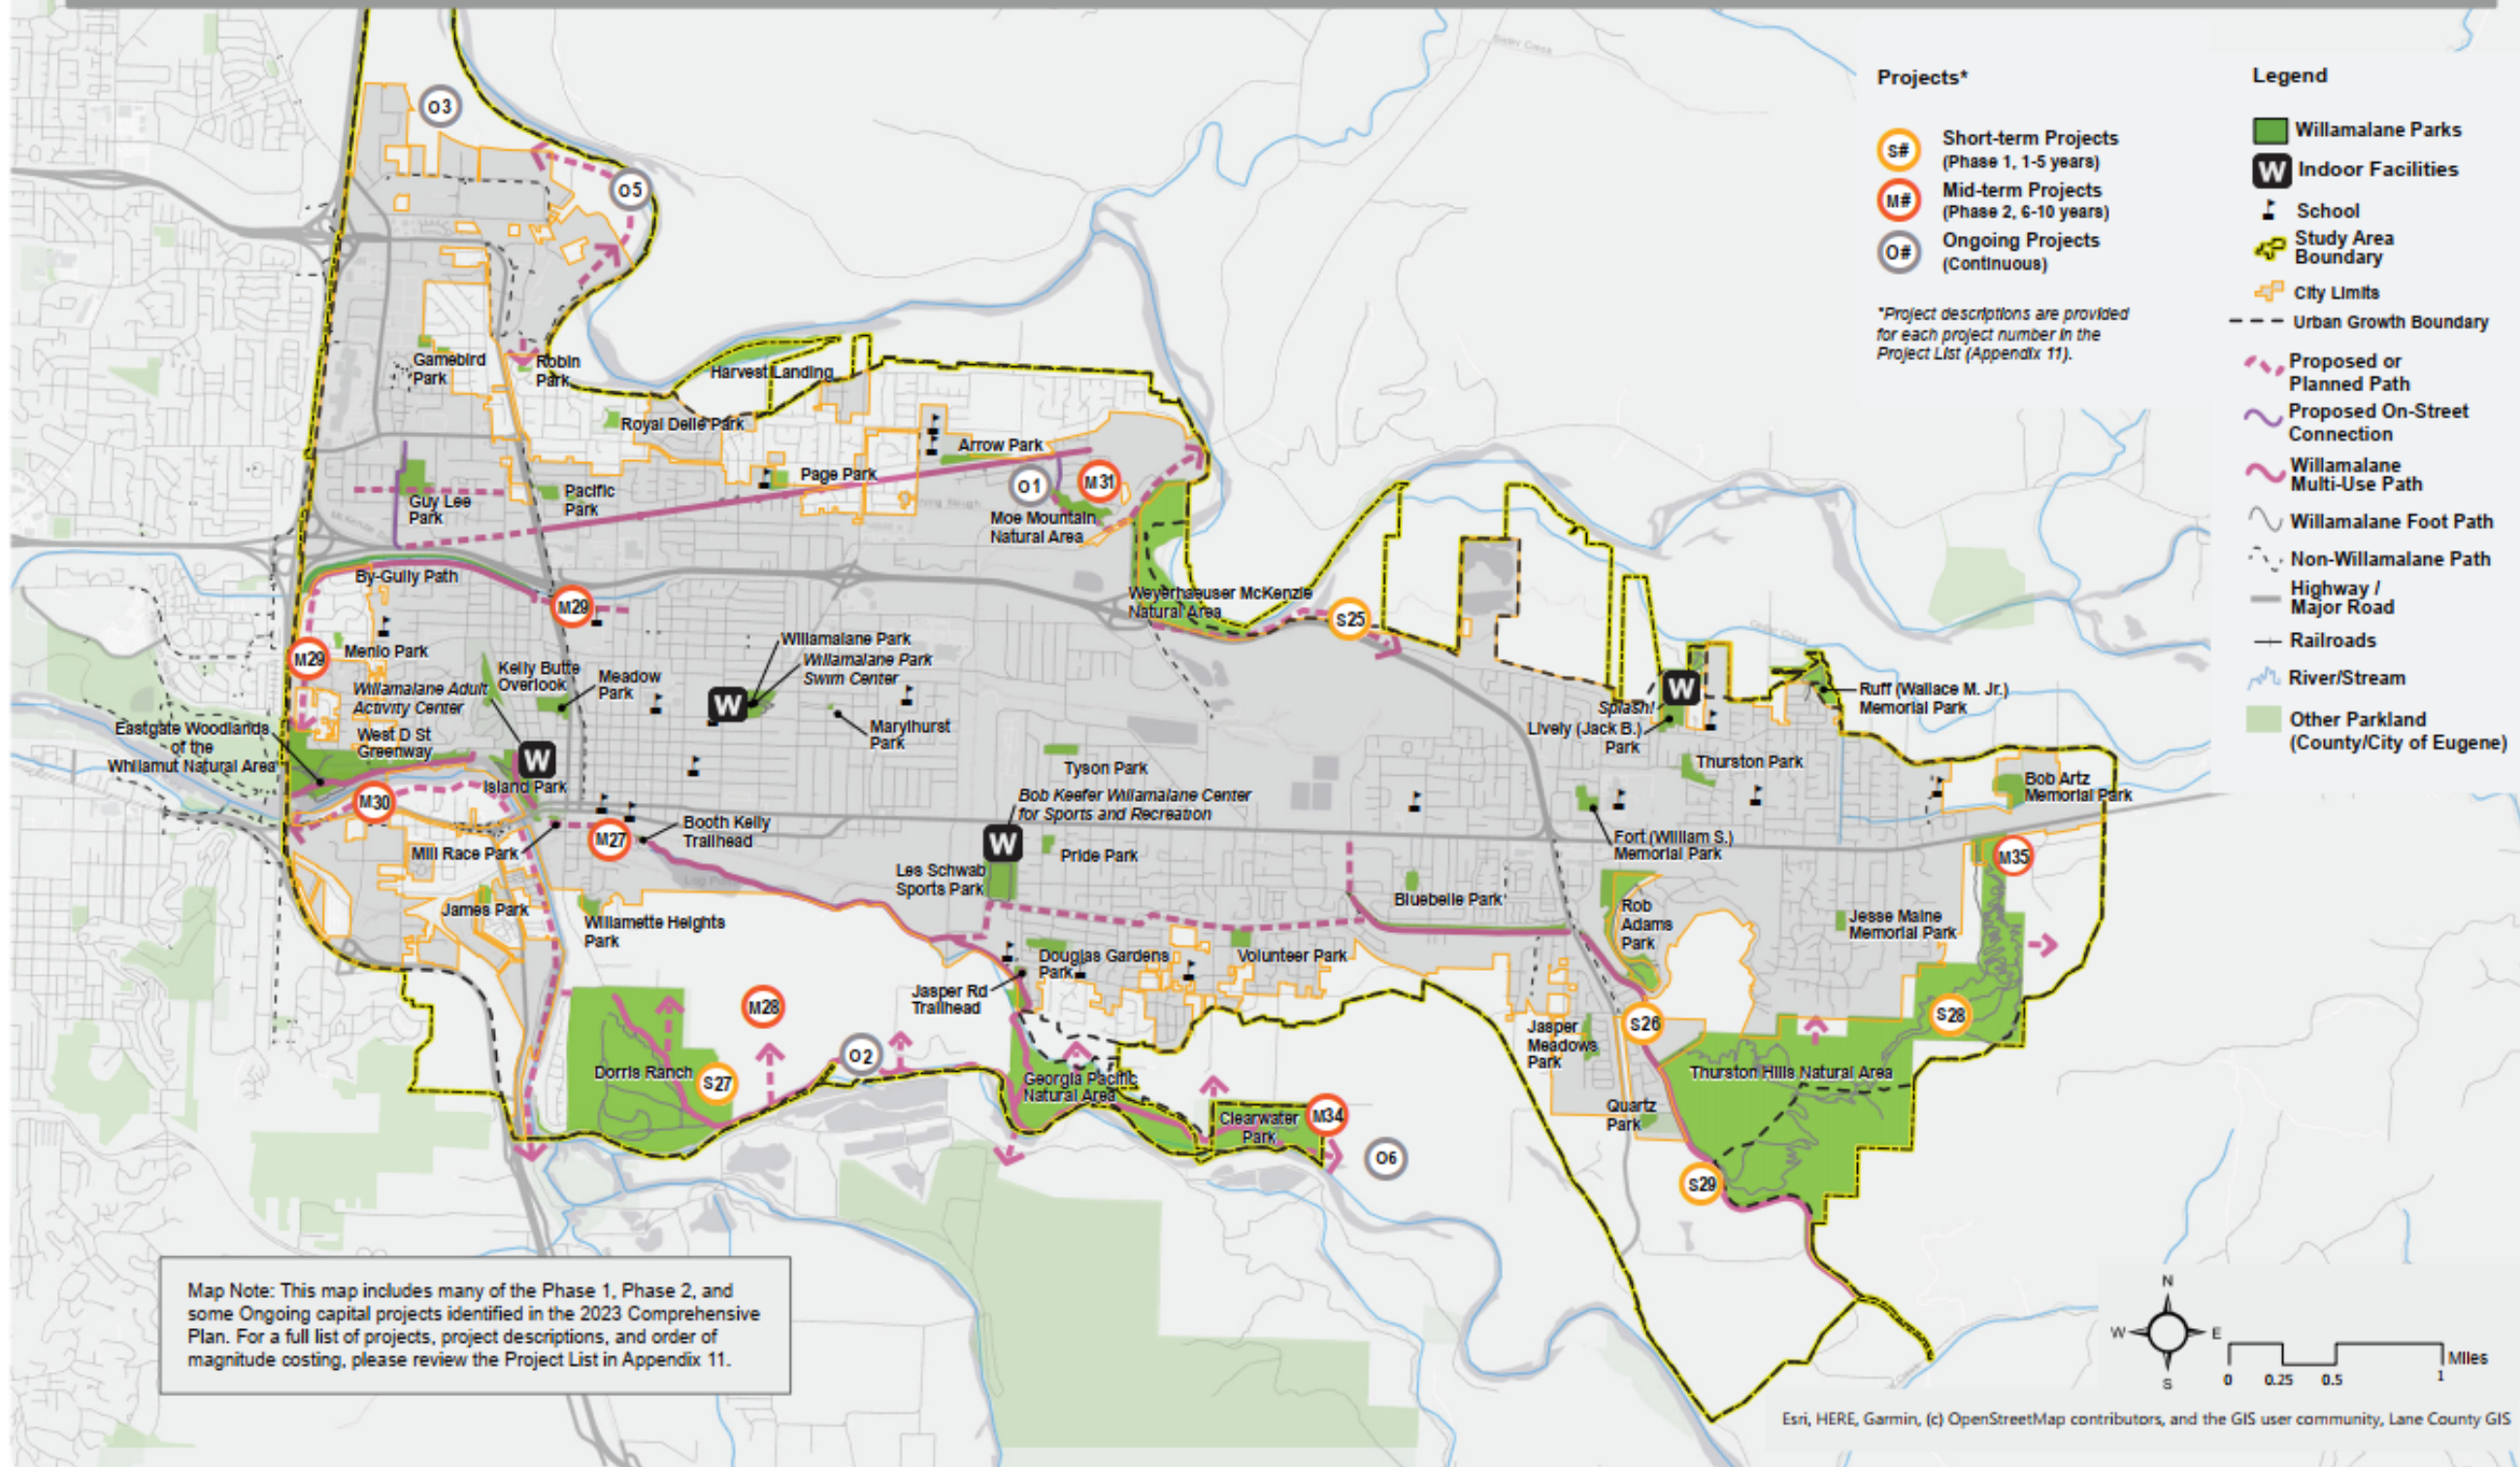 Projects*
S#
Short-term Projects
(Phase 1, 1-5 years)
M#
Mid-term Projects
(Phase 2, 6-10 years)
O#
Ongoing Projects
(Continuous)
*Project descriptions are provided
for each project number in the
Project List (Appendix 11).
Legend
Willamalane Parks
W
Indoor Facilities
School
Study Area
Boundary
City Limits
Urban Growth Boundary
Proposed or
Planned Path
Proposed On-Street
Connection
Willamalane
Multi-Use Path
Willamalane Foot Path
Non-Willamalane Path
Highway /
Major Road
Railroads
River/Stream
Other Parkland
(County/City of Eugene)
O3
O5
Gamebird
Park
Robin
Park
Harvest Landing
Royal Delle Park
Arrow Park
Page Park
O1
M31
Guy Lee
Park
Pacific
Park
Moe Mountain
Natural Area
By-Gully Path
M29
Weyerhaeuser McKenzie
Natural Area
S25
M29
Menlo Park
Willamalane Park
Willamalane Park
Swim Center
Kelly Butte
Overlook
Meadow
Park
Willamalane Adult
Activity Center
W
Marylhurst
Park
W
Splash!
Lively (Jack B.)
Park
Ruff (Wallace M. Jr.)
Memorial Park
Eastgate Woodlands
of the
Whilamut Natural Area
West D St
Greenway
W
Island Park
Tyson Park
Thurston Park
Bob Artz
Memorial Park
M30
Bob Keefer Willamalane Center
for Sports and Recreation
M27
Booth Kelly
Trailhead
W
Mill Race Park
Pride Park
Fort (William S.)
Memorial Park
M35
Les Schwab
Sports Park
James Park
Willamette Heights
Park
Bluebelle Park
Rob
Adams
Park
Jesse Maine
Memorial Park
Douglas Gardens
Park
Volunteer Park
Jasper Rd
Trailhead
M28
S26
S28
Jasper
Meadows
Park
O2
Dorris Ranch
S27
Georgia Pacific
Natural Area
Thurston Hills Natural Area
Clearwater
Park
M34
Quartz
Park
O6
S29
Map Note: This map includes many of the Phase 1, Phase 2, and
some Ongoing capital projects identified in the 2023 Comprehensive
Plan. For a full list of projects, project descriptions, and order of
magnitude costing, please review the Project List in Appendix 11.
N
W
E
S
Miles
0
0.25
0.5
1
Esri, HERE, Garmin, (c) OpenStreetMap contributors, and the GIS user community, Lane County GIS